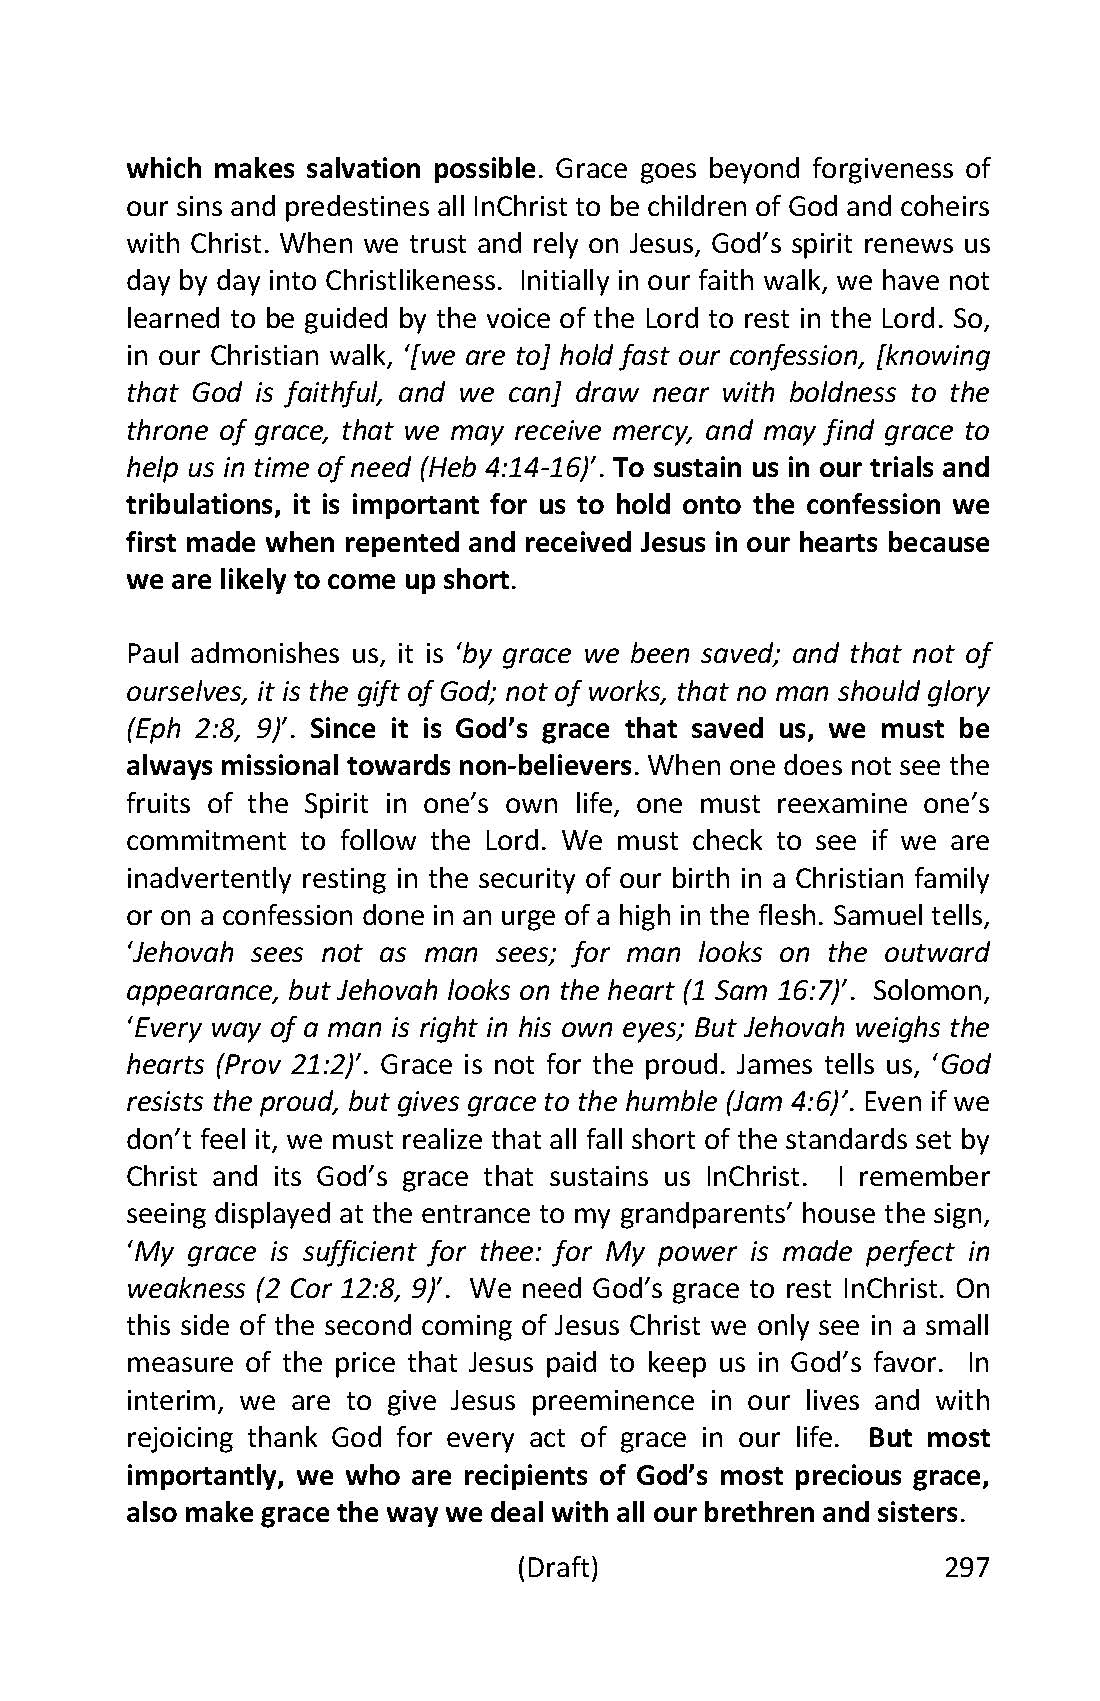 which makes salvation possible. Grace goes beyond forgiveness of
our sins and predestines all InChrist to be children of God and coheirs
with Christ. When we trust and rely on Jesus, God’s spirit renews us
day by day into Christlikeness.  Initially in our faith walk, we have not
learned to be guided by the voice of the Lord to rest in the Lord. So,
in our Christian walk, ‘[we are to] hold fast our confession, [knowing
that God is faithful, and we can] draw near with boldness to the
throne of grace, that we may receive mercy, and may find grace to
help us in time of need (Heb 4:14-16)’. To sustain us in our trials and
tribulations, it is important for us to hold onto the confession we
first made when repented and received Jesus in our hearts because
we are likely to come up short.

Paul admonishes us, it is ‘by grace we been saved; and that not of
ourselves, it is the gift of God; not of works, that no man should glory
(Eph 2:8, 9)’. Since it is God’s grace that saved us, we must be
always missional towards non-believers. When one does not see the
fruits of the Spirit in one’s own life, one must reexamine one’s
commitment to follow the Lord. We must check to see if we are
inadvertently resting in the security of our birth in a Christian family
or on a confession done in an urge of a high in the flesh. Samuel tells,
‘Jehovah sees not as man sees; for man looks on the outward
appearance, but Jehovah looks on the heart (1 Sam 16:7)’.  Solomon,
‘Every way of a man is right in his own eyes; But Jehovah weighs the
hearts (Prov 21:2)’. Grace is not for the proud. James tells us, ‘God
resists the proud, but gives grace to the humble (Jam 4:6)’. Even if we
don’t feel it, we must realize that all fall short of the standards set by
Christ and its God’s grace that sustains us InChrist.  I remember
seeing displayed at the entrance to my grandparents’ house the sign,
‘My grace is sufficient for thee: for My power is made perfect in
weakness (2 Cor 12:8, 9)’.  We need God’s grace to rest InChrist. On
this side of the second coming of Jesus Christ we only see in a small
measure of the price that Jesus paid to keep us in God’s favor.  In
interim, we are to give Jesus preeminence in our lives and with
rejoicing thank God for every act of grace in our life.  But most
importantly, we who are recipients of God’s most precious grace,
also make grace the way we deal with all our brethren and sisters.
(Draft) 297